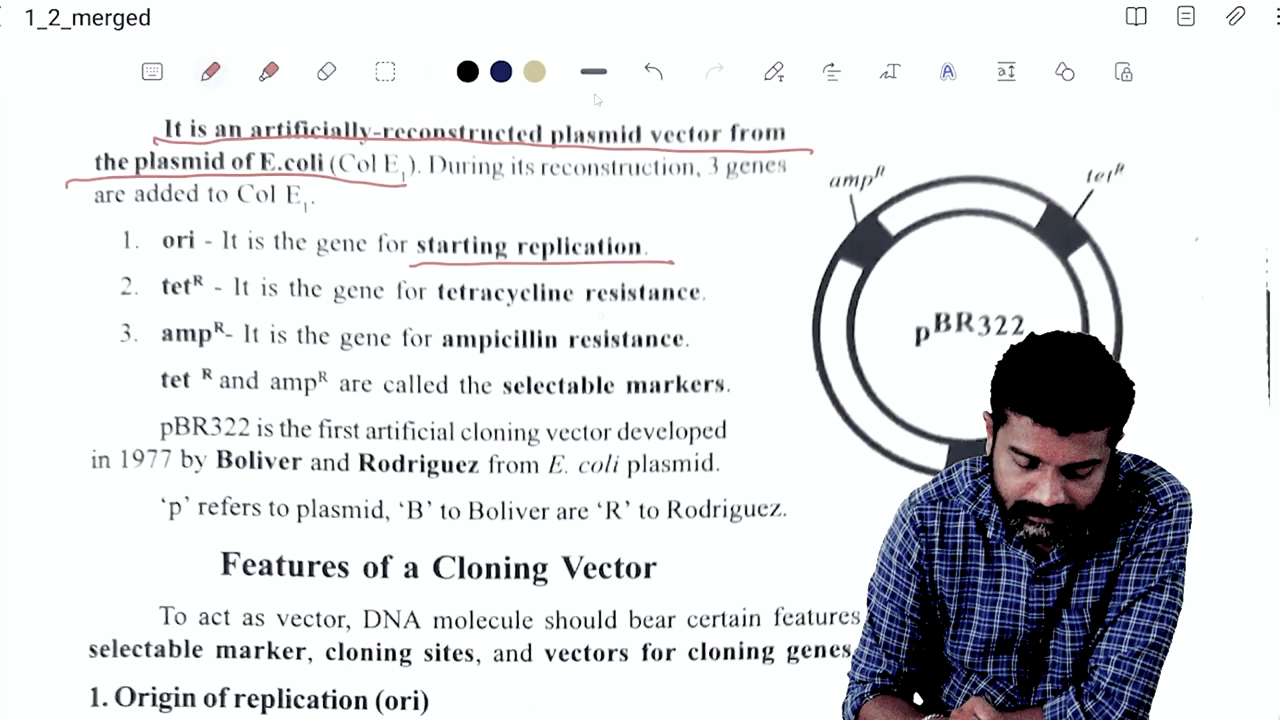 1_2_merged
It is an artificially-reconstructed plasmid vector from
the plasmid of E.coli (Col E1). During its reconstruction, 3 genes
are added to Col E1.
1. ori - It is the gene for starting replication.
2. tetR - It is the gene for tetracycline resistance.
3. ampR- It is the gene for ampicillin resistance.
tet R and ampR are called the selectable markers.
pBR322 is the first artificial cloning vector developed
in 1977 by Boliver and Rodriguez from E. coli plasmid.
'p' refers to plasmid, 'B' to Boliver are 'R' to Rodriguez.
ampR
tetR
pBR322
Features of a Cloning Vector
To act as vector, DNA molecule should bear certain features
selectable marker, cloning sites, and vectors for cloning genes
1. Origin of replication (ori)